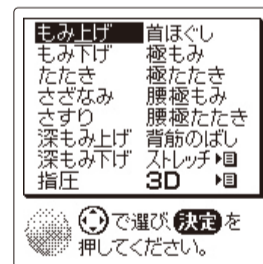 もみ上げ 首ほぐし
もみ下げ 極もみ
たたき 極たたき
さざなみ 腰極もみ
さすり 腰極たたき
深もみ上げ 背筋のばし
深もみ下げ ストレッチ
指圧 3D
で選び、決定を
押してください。